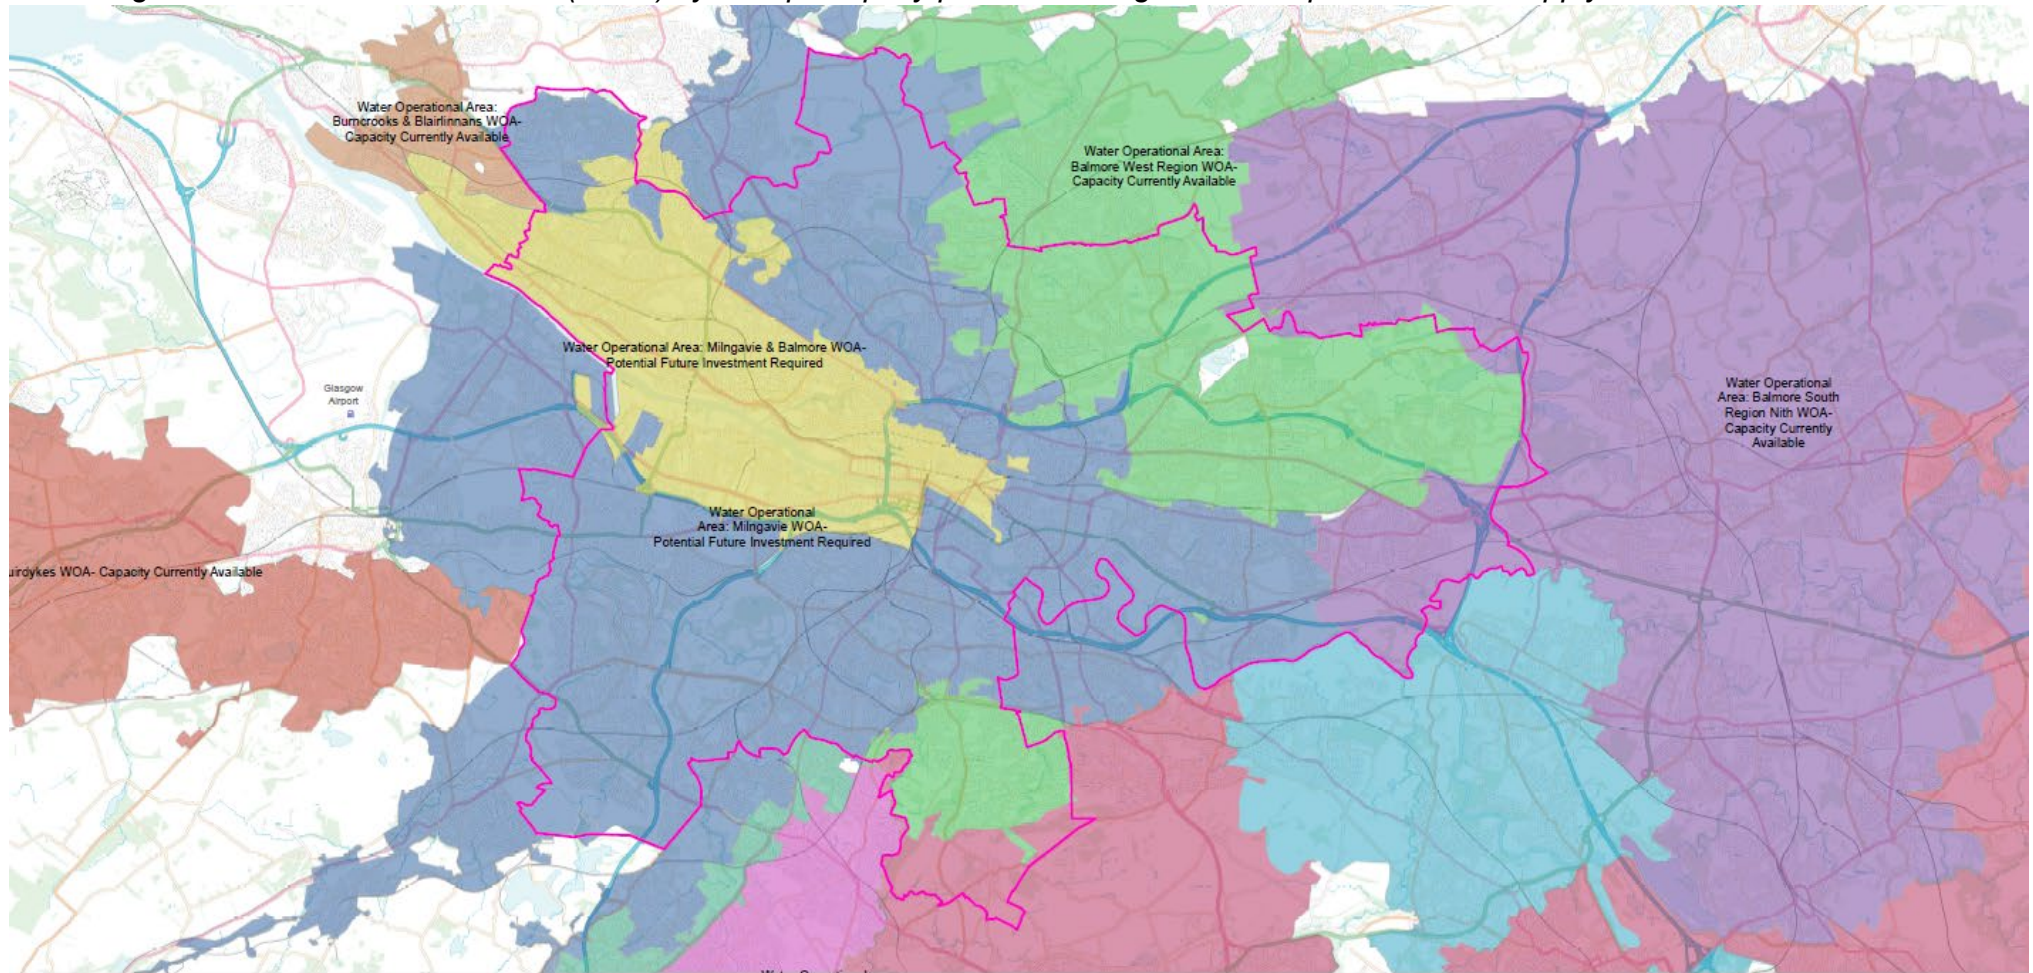 Water Operational Area:
Burncrooks & Blairlinnans WOA-
Capacity Currently Available
Water Operational Area:
Balmore West Region WOA-
Capacity Currently Available
Water Operational Area: Milngavie & Balmore WOA-
Potential Future Investment Required
Glasgow
Airport
Water Operational
Area: Balmore South
Region Nith WOA-
Capacity Currently
Available
Water Operational
Area: Milngavie WOA-
Potential Future Investment Required
uirdykes WOA- Capacity Currently Available